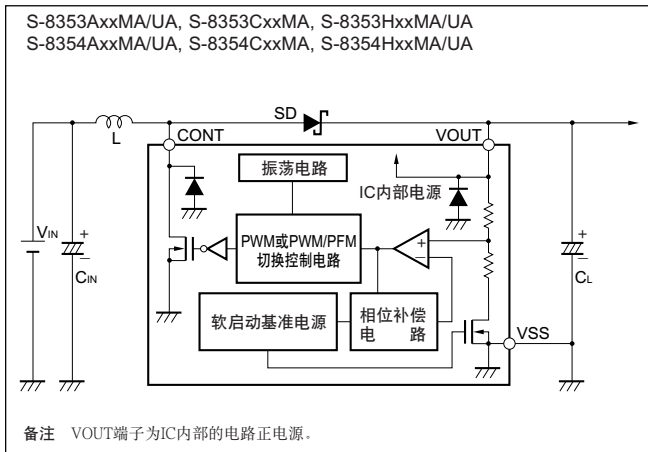 S-8353AxxMA/UA, S-8353CxxMA, S-8353HxxMA/UA
S-8354AxxMA/UA, S-8354CxxMA, S-8354HxxMA/UA
SD
L
CONT
VOUT
振荡电路
IC内部电源
VIN
+
−
CIN
PWM或PWM/PFM
切换控制电路
+
−
+
−
CL
软启动基准电源
相位补偿
电 路
VSS
备注 VOUT端子为IC内部的电路正电源。